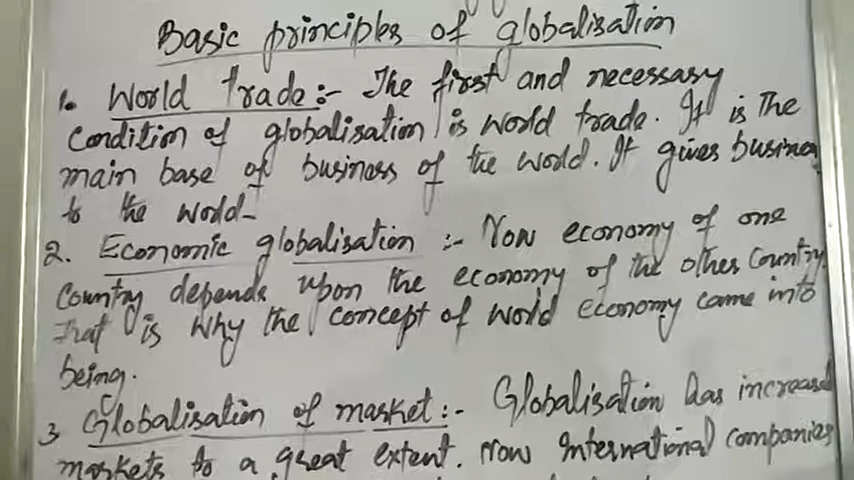 Basic principles of globalisation
1. World trade:- The first and necessary
condition of globalisation is world trade. It is The
main base of business of the world. It gives business
to the world-
2. Economic globalisation :- Now economy of one
country depends upon the economy of the other country
That is why the concept of world economy came into
being.
3 Globalisation of market:- Globalisation has increased
markets to a great extent. Now International companies